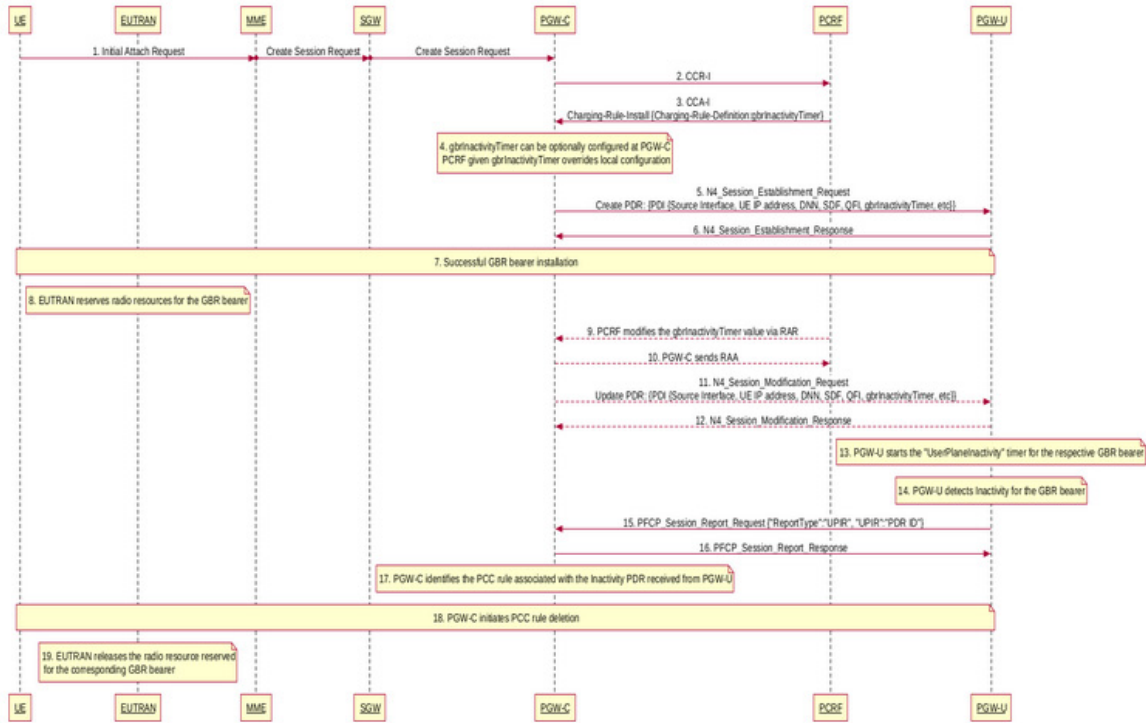 UE EUTRAN MME SGW PGW-C PCRF PGW-U
1. Initial Attach Request
Create Session Request
Create Session Request
2. CCR-I
3. CCA-I
Charging-Rule-Install {Charging-Rule-Definition:gbrInactivityTimer}
4. gbrInactivityTimer can be optionally configured at PGW-C
PCRF given gbrInactivityTimer overrides local configuration
5. N4_Session_Establishment_Request
Create PDR: {PDI {Source Interface, UE IP address, DNN, SDF, QFI, gbrInactivityTimer, etc}}
6. N4_Session_Establishment_Response
7. Successful GBR bearer installation
8. EUTRAN reserves radio resources for the GBR bearer
9. PCRF modifies the gbrInactivityTimer value via RAR
10. PGW-C sends RAA
11. N4_Session_Modification_Request
Update PDR: {PDI {Source Interface, UE IP address, DNN, SDF, QFI, gbrInactivityTimer, etc}}
12. N4_Session_Modification_Response
13. PGW-U starts the "UserPlaneInactivity" timer for the respective GBR bearer
14. PGW-U detects Inactivity for the GBR bearer
15. PFCP_Session_Report_Request {"ReportType":"UPIR", "UPIR":"PDR ID"}
16. PFCP_Session_Report_Response
17. PGW-C identifies the PCC rule associated with the Inactivity PDR received from PGW-U
18. PGW-C initiates PCC rule deletion
19. EUTRAN releases the radio resource reserved
for the corresponding GBR bearer
UE EUTRAN MME SGW PGW-C PCRF PGW-U